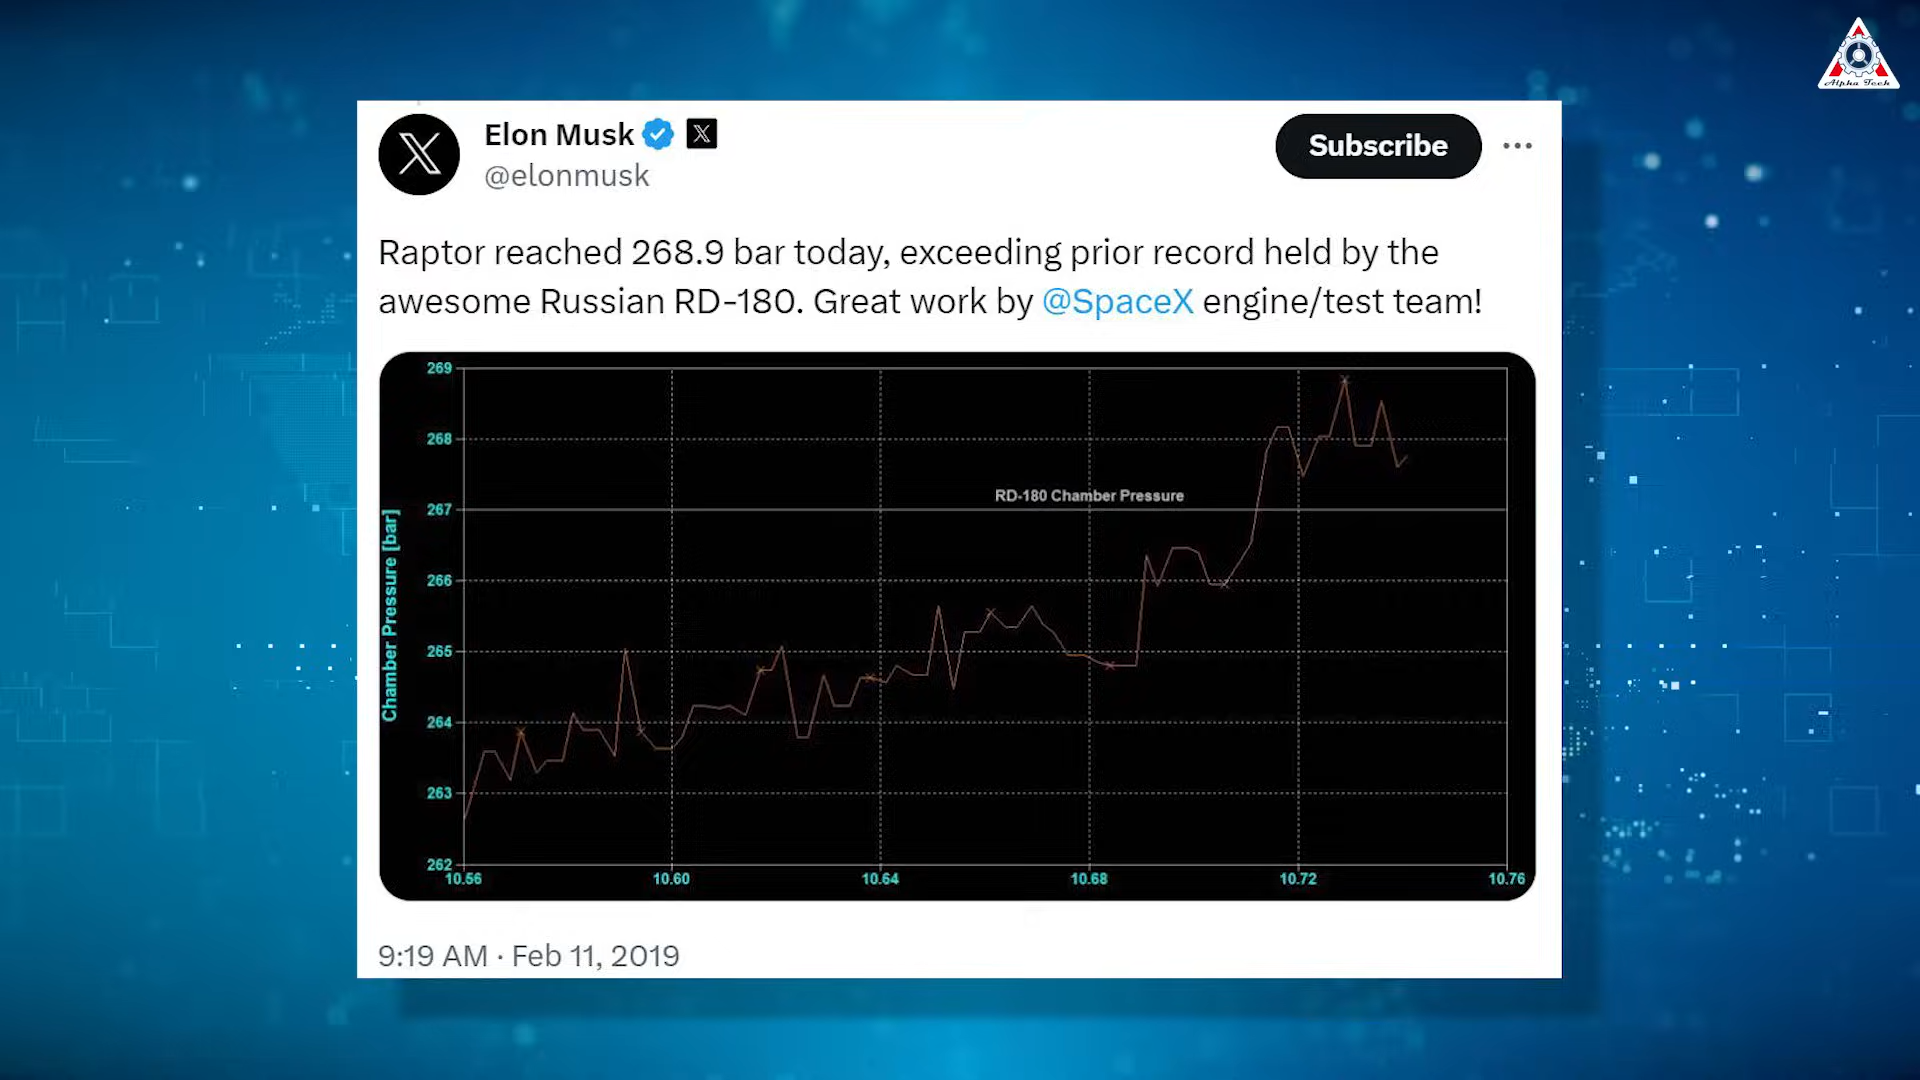 Alpha Tech
Elon Musk
@elonmusk
Subscribe
Raptor reached 268.9 bar today, exceeding prior record held by the
awesome Russian RD-180. Great work by @SpaceX engine/test team!
269
268
267
266
265
264
263
262
Chamber Pressure [bar]
RD-180 Chamber Pressure
10.56
10.60
10.64
10.68
10.72
10.76
9:19 AM · Feb 11, 2019